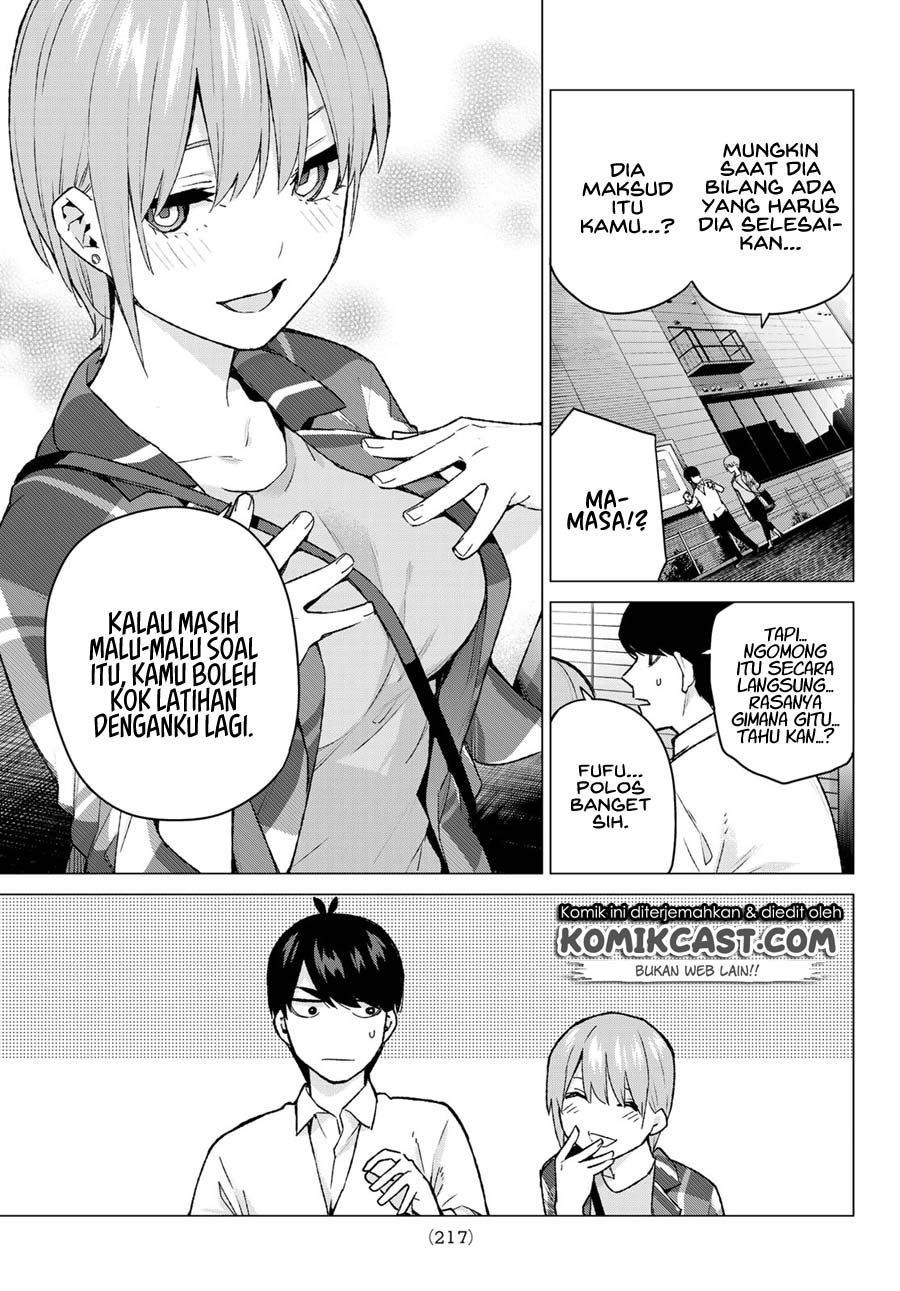 MUNGKIN
SAAT DIA
BILANG ADA
YANG HARUS
DIA SELESAI-
KAN...
DIA
MAKSUD
ITU
KAMU...?
MA-
MASA!?
TAPI...
NGOMONG
ITU SECARA
LANGSUNG...
RASANYA
GIMANA GITU...
TAHU KAN...?
FUFU...
POLOS
BANGET
SIH.
KALAU MASIH
MALU-MALU SOAL
ITU, KAMU BOLEH
KOK LATIHAN
DENGANKU LAGI.
Komik ini diterjemahkan & diedit oleh
KOMIKCAST.COM
BUKAN WEB LAIN!!
(217)